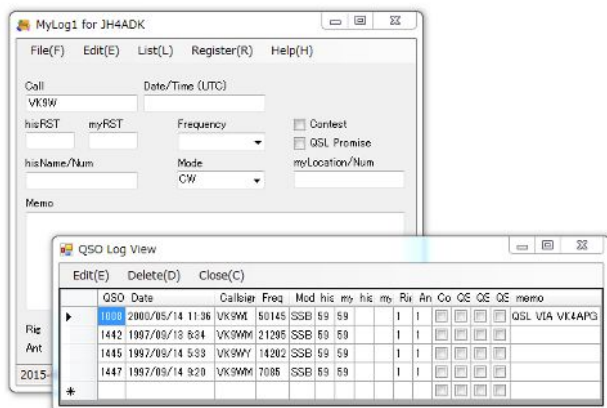 MyLog1 for JH4ADK
File(F) Edit(E) List(L) Register(R) Help(H)
Call Date/Time (UTC)
VK9W
hisRST myRST Frequency Contest
QSL Promise
hisName/Num Mode myLocation/Num
CW
Memo
QSO Log View
Edit(E) Delete(D) Close(C)
QSO Date Callsign Freq Mod his my his my Rig An Co QS QS QS memo
2000/05/14 11:36 VK9WI 50145 SSB 59 59 1 1 QSL VIA VK4APG
1442 1997/09/13 6:34 VK9WM 21295 SSB 59 59 1 1
1445 1997/09/14 5:33 VK9WY 14202 SSB 59 59 1 1
1447 1997/09/14 9:20 VK9WM 7085 SSB 59 59 1 1
Rig
Ant
2015-